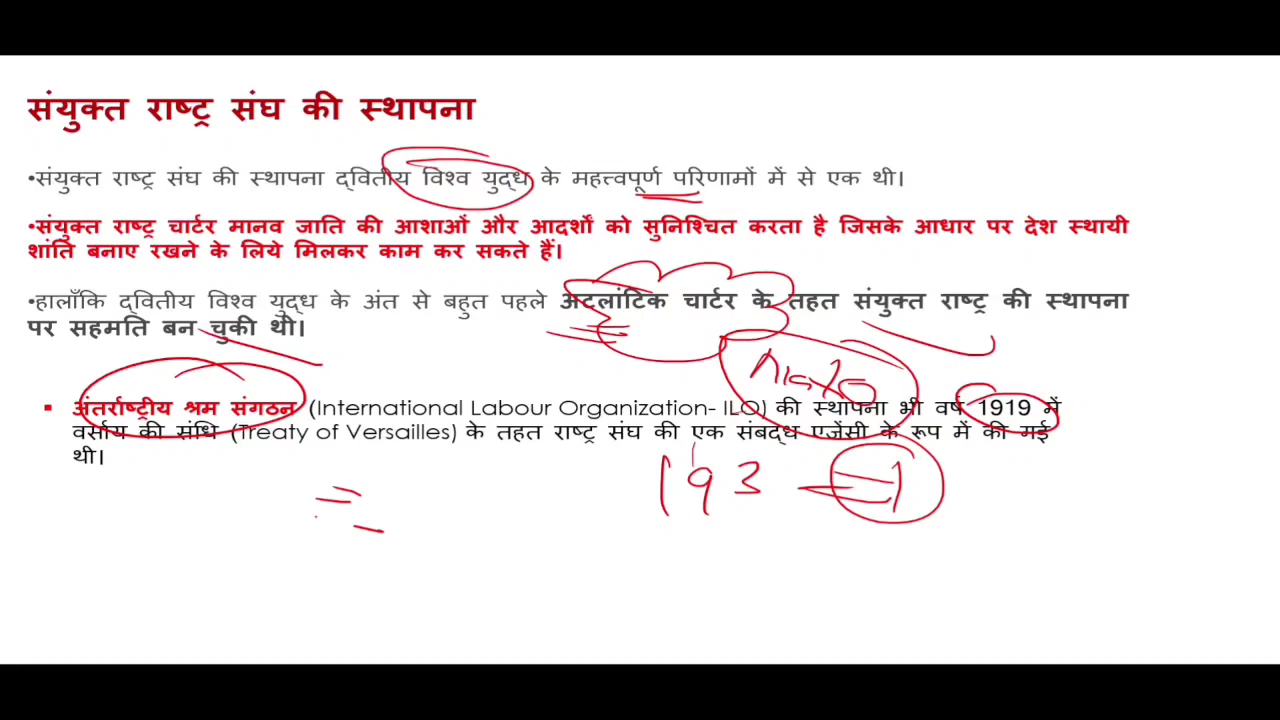 संयुक्त राष्ट्र संघ की स्थापना
•संयुक्त राष्ट्र संघ की स्थापना द्वितीय विश्व युद्ध के महत्त्वपूर्ण परिणामों में से एक थी।
•संयुक्त राष्ट्र चार्टर मानव जाति की आशाओं और आदर्शों को सुनिश्चित करता है जिसके आधार पर देश स्थायी
शांति बनाए रखने के लिये मिलकर काम कर सकते हैं।
•हालाँकि द्वितीय विश्व युद्ध के अंत से बहुत पहले अटलांटिक चार्टर के तहत संयुक्त राष्ट्र की स्थापना
पर सहमति बन चुकी थी।
nato
▪ अंतर्राष्ट्रीय श्रम संगठन (International Labour Organization- ILO) की स्थापना भी वर्ष 1919 में
वर्साय की संधि (Treaty of Versailles) के तहत राष्ट्र संघ की एक संबद्ध एजेंसी के रूप में की गई
थी।
193 = 1